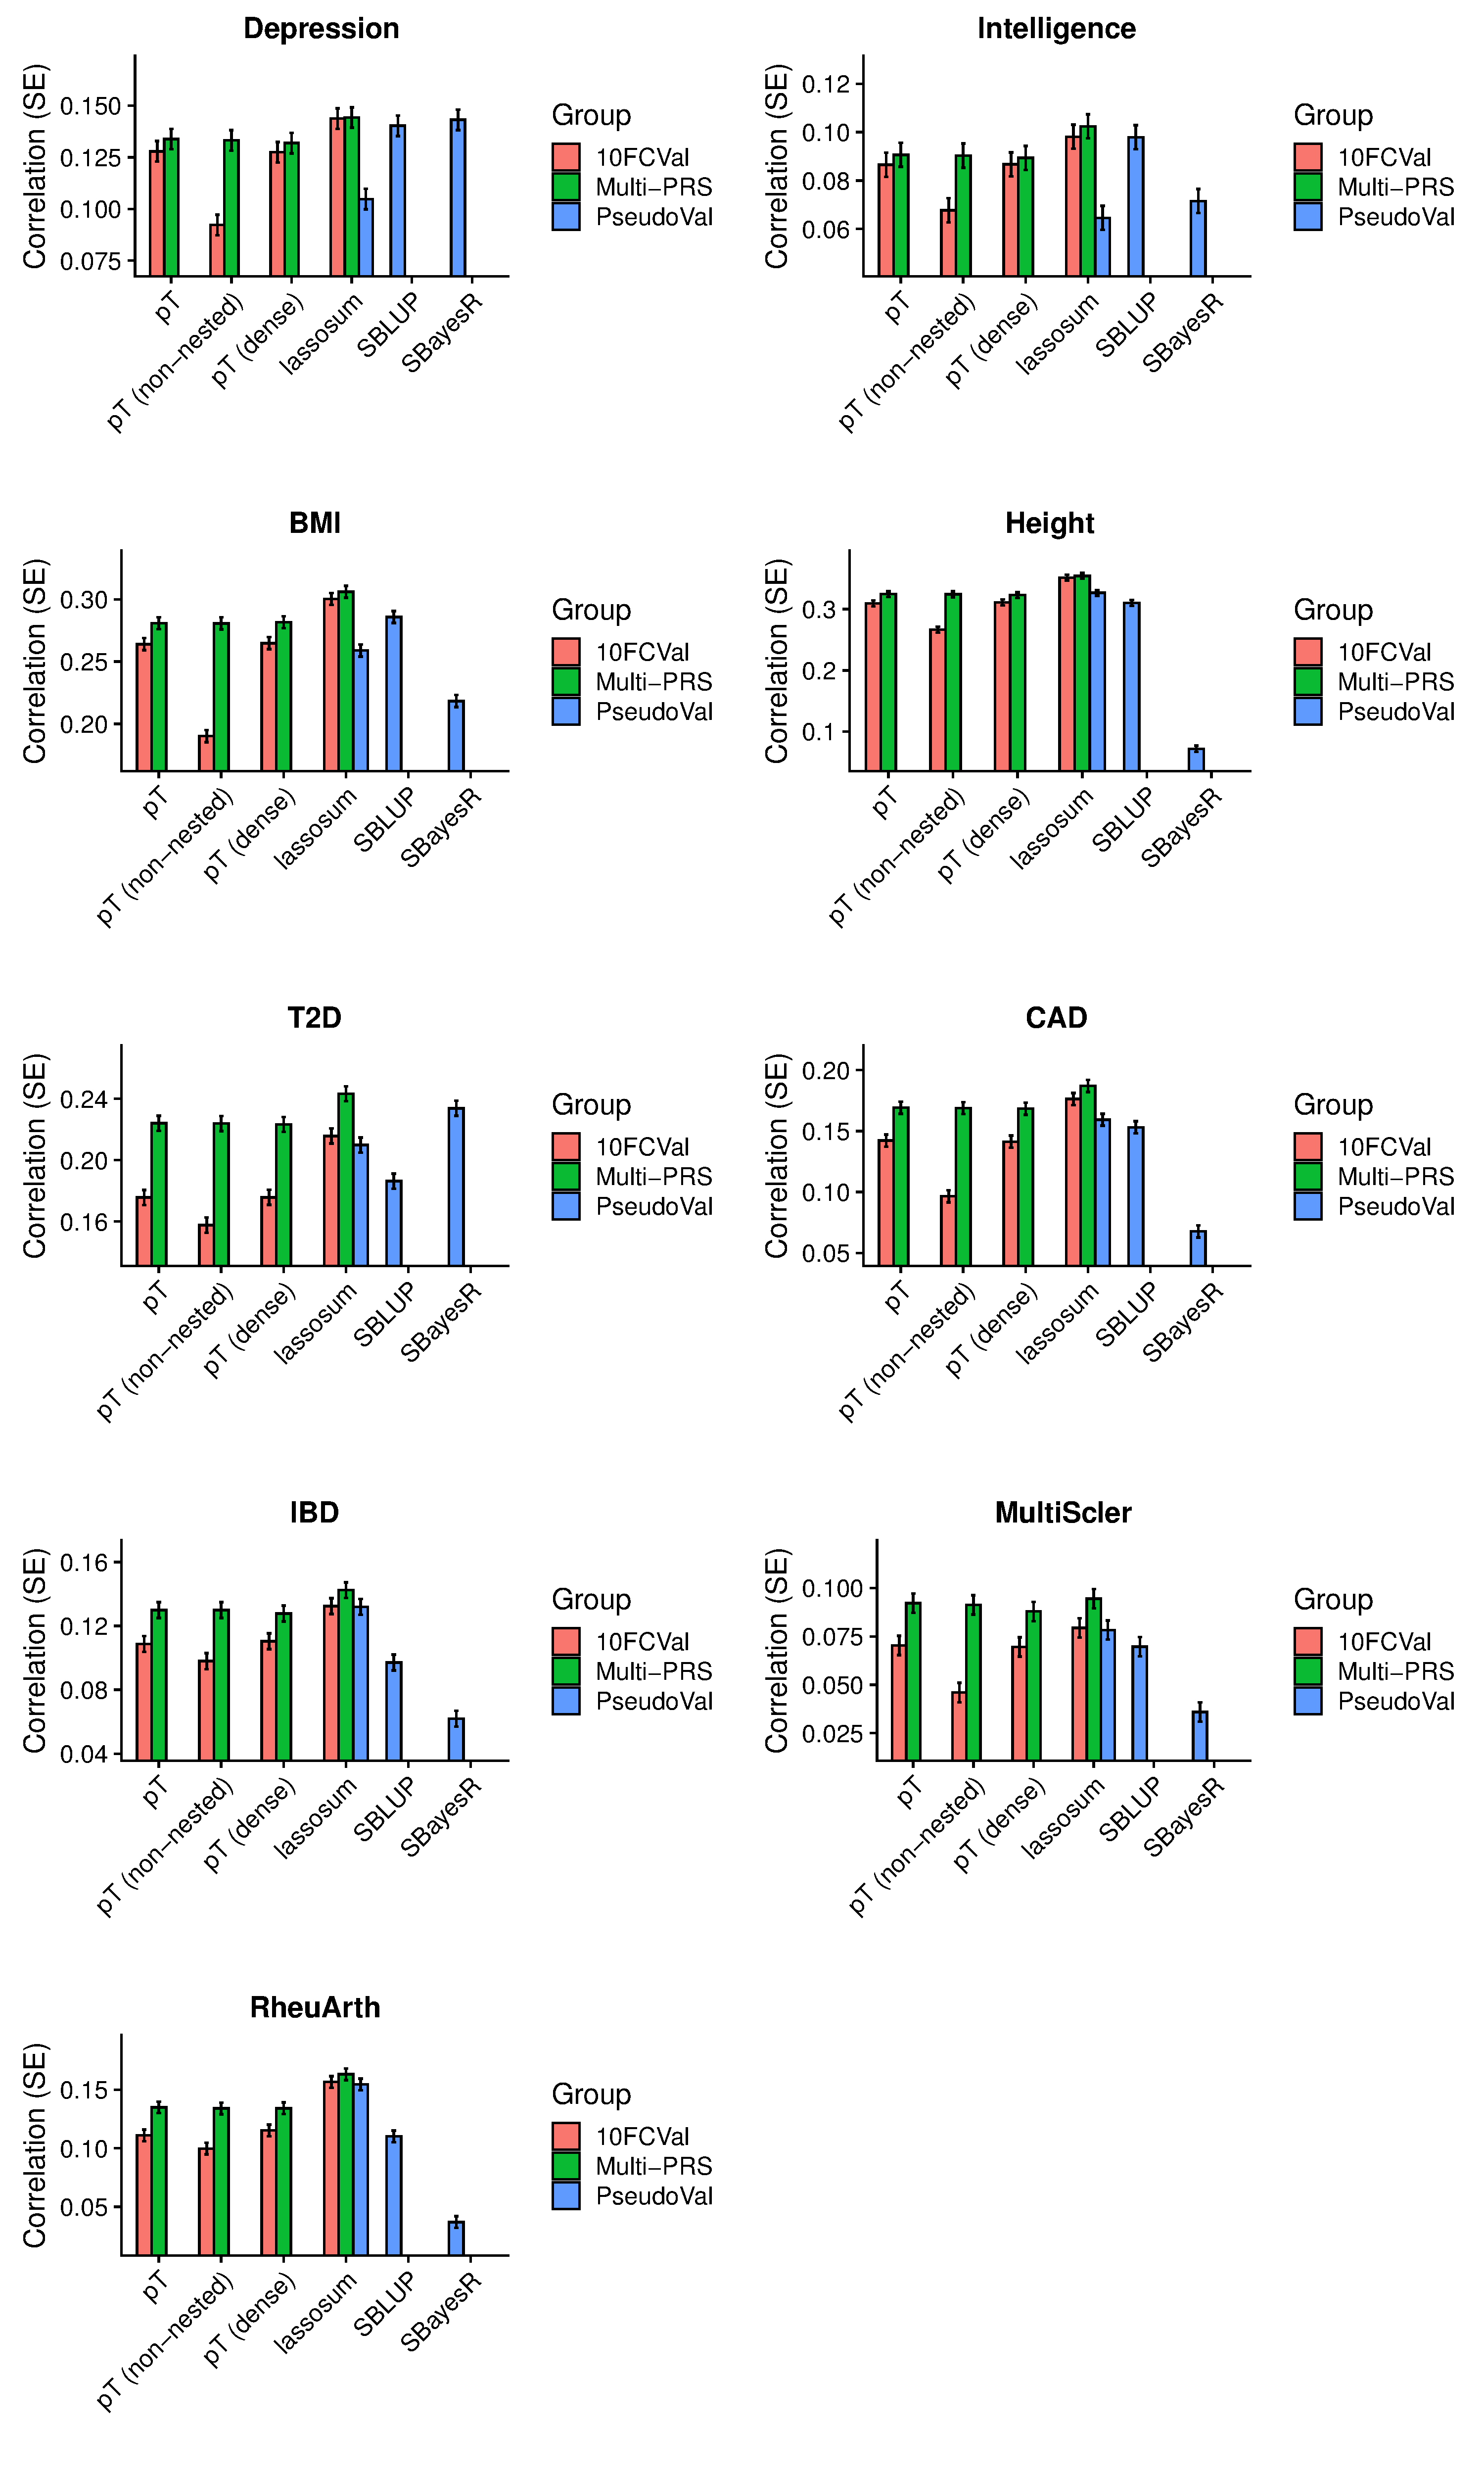 Depression
Correlation (SE)
0.150
0.125
0.100
0.075
pT
pT (non−nested)
pT (dense)
lassosum
SBLUP
SBayesR
Group
10FCVal
Multi−PRS
PseudoVal
Intelligence
Correlation (SE)
0.12
0.10
0.08
0.06
pT
pT (non−nested)
pT (dense)
lassosum
SBLUP
SBayesR
Group
10FCVal
Multi−PRS
PseudoVal
BMI
Correlation (SE)
0.30
0.25
0.20
pT
pT (non−nested)
pT (dense)
lassosum
SBLUP
SBayesR
Group
10FCVal
Multi−PRS
PseudoVal
Height
Correlation (SE)
0.3
0.2
0.1
pT
pT (non−nested)
pT (dense)
lassosum
SBLUP
SBayesR
Group
10FCVal
Multi−PRS
PseudoVal
T2D
Correlation (SE)
0.24
0.20
0.16
pT
pT (non−nested)
pT (dense)
lassosum
SBLUP
SBayesR
Group
10FCVal
Multi−PRS
PseudoVal
CAD
Correlation (SE)
0.20
0.15
0.10
0.05
pT
pT (non−nested)
pT (dense)
lassosum
SBLUP
SBayesR
Group
10FCVal
Multi−PRS
PseudoVal
IBD
Correlation (SE)
0.16
0.12
0.08
0.04
pT
pT (non−nested)
pT (dense)
lassosum
SBLUP
SBayesR
Group
10FCVal
Multi−PRS
PseudoVal
MultiScler
Correlation (SE)
0.100
0.075
0.050
0.025
pT
pT (non−nested)
pT (dense)
lassosum
SBLUP
SBayesR
Group
10FCVal
Multi−PRS
PseudoVal
RheuArth
Correlation (SE)
0.15
0.10
0.05
pT
pT (non−nested)
pT (dense)
lassosum
SBLUP
SBayesR
Group
10FCVal
Multi−PRS
PseudoVal